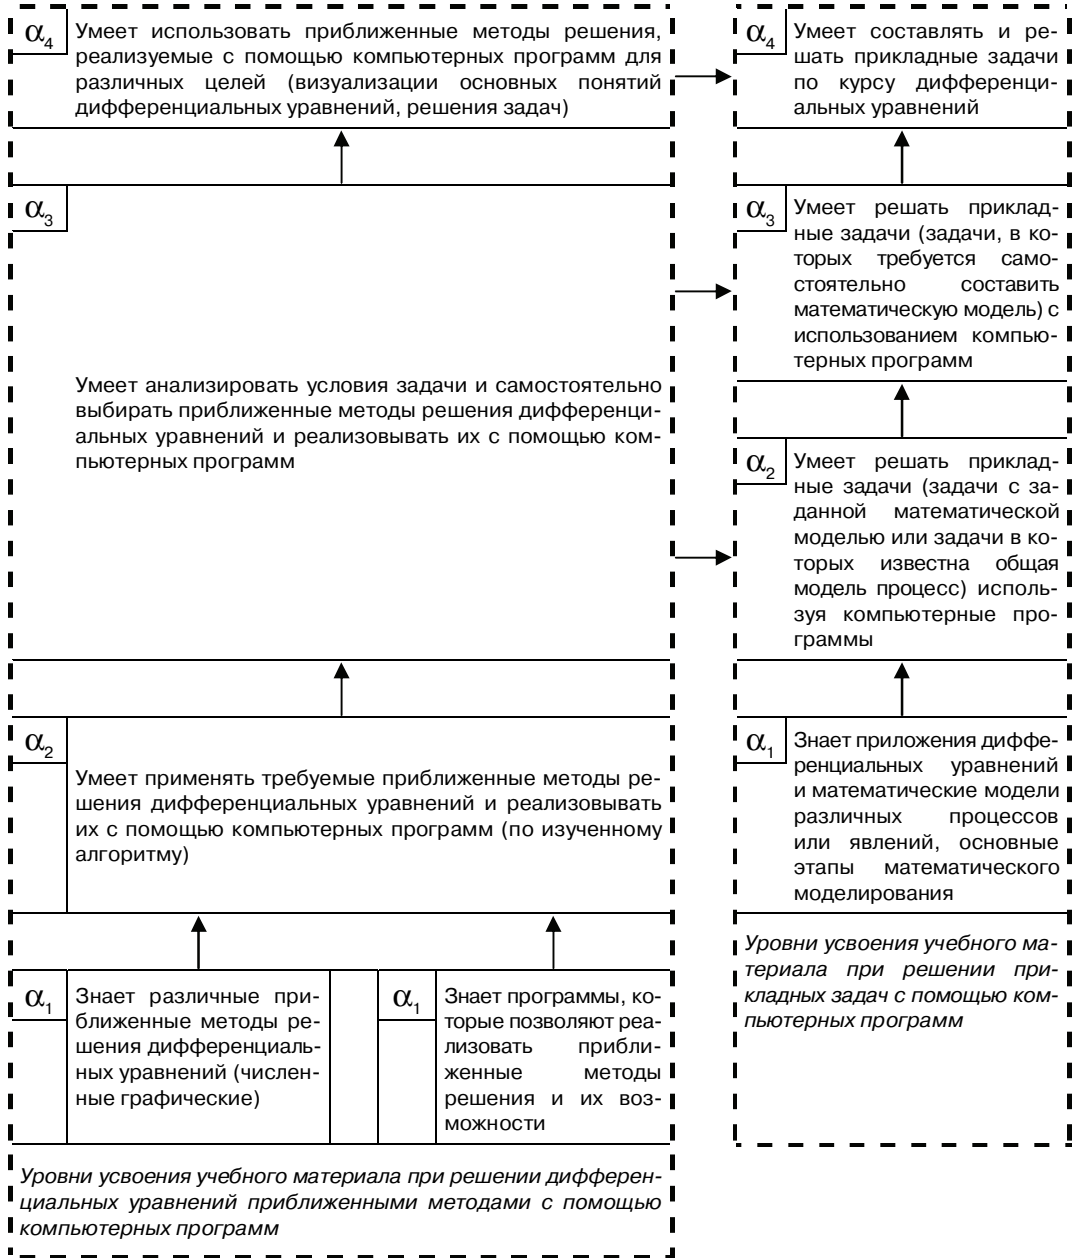 α4
Умеет использовать приближенные методы решения,
реализуемые с помощью компьютерных программ для
различных целей (визуализации основных понятий
дифференциальных уравнений, решения задач)
α3
Умеет анализировать условия задачи и самостоятельно
выбирать приближенные методы решения дифференци-
альных уравнений и реализовывать их с помощью ком-
пьютерных программ
α2
Умеет применять требуемые приближенные методы ре-
шения дифференциальных уравнений и реализовывать
их с помощью компьютерных программ (по изученному
алгоритму)
α1
Знает различные при-
ближенные методы ре-
шения дифференциаль-
ных уравнений (числен-
ные графические)
α1
Знает программы, ко-
торые позволяют реа-
лизовать прибли-
женные методы
решения и их воз-
можности
Уровни усвоения учебного материала при решении дифферен-
циальных уравнений приближенными методами с помощью
компьютерных программ
α4
Умеет составлять и ре-
шать прикладные задачи
по курсу дифференци-
альных уравнений
α3
Умеет решать приклад-
ные задачи (задачи, в ко-
торых требуется само-
стоятельно составить
математическую модель) с
использованием компью-
терных программ
α2
Умеет решать приклад-
ные задачи (задачи с за-
данной математической
моделью или задачи в ко-
торых известна общая
модель процесс) исполь-
зуя компьютерные про-
граммы
α1
Знает приложения диффе-
ренциальных уравнений
и математические модели
различных процессов
или явлений, основные
этапы математического
моделирования
Уровни усвоения учебного ма-
териала при решении при-
кладных задач с помощью ком-
пьютерных программ